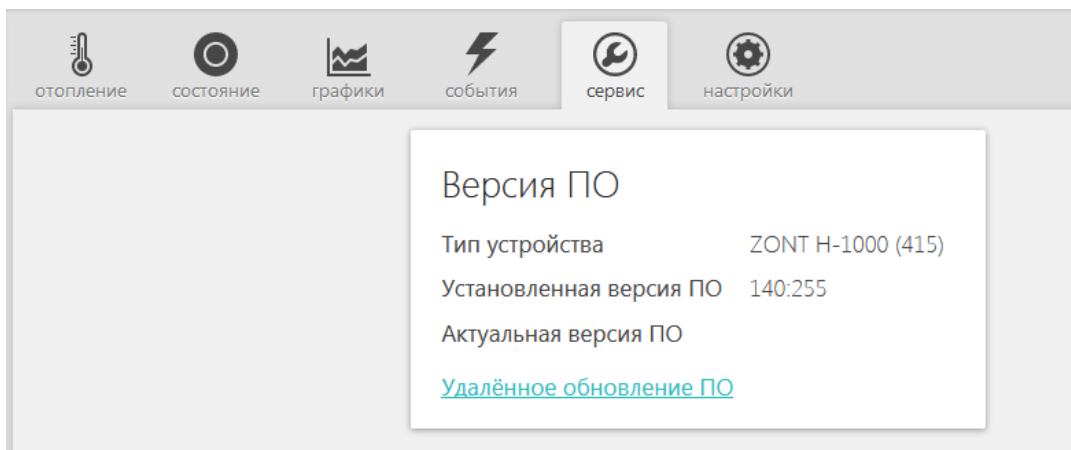 отопление состояние графики события сервис настройки
Версия ПО
Тип устройства ZONT H-1000 (415)
Установленная версия ПО 140:255
Актуальная версия ПО
Удалённое обновление ПО